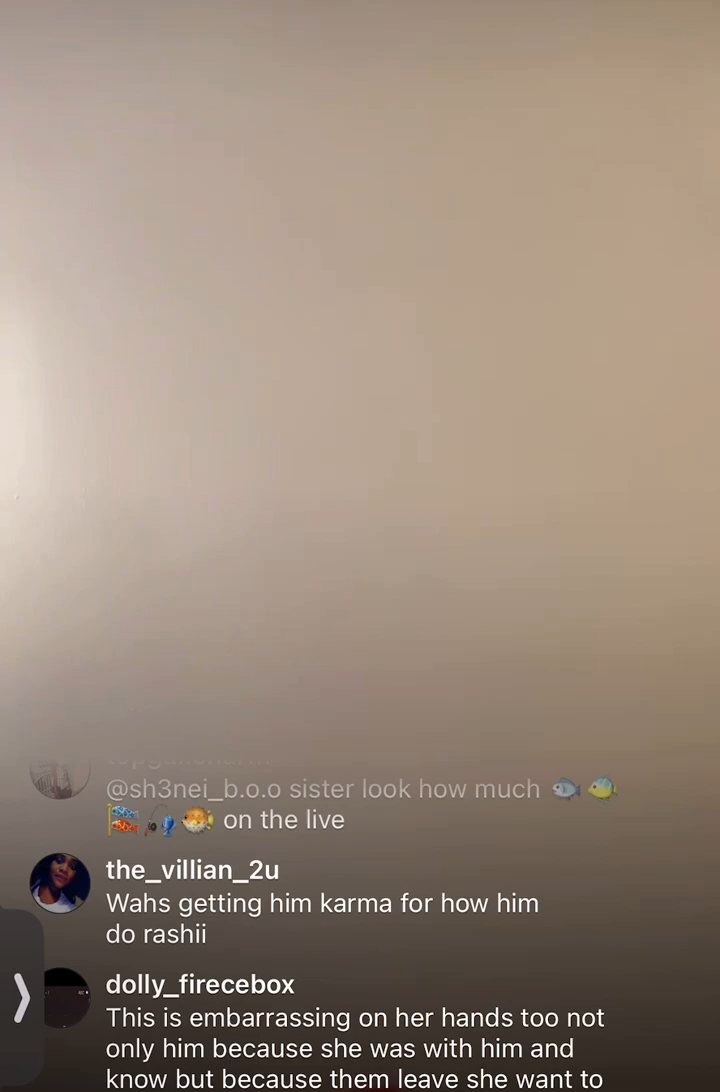 @sh3nei_b.o.o sister look how much 🐟 🐠
🎏 🎣 🐡 on the live
the_villian_2u
Wahs getting him karma for how him
do rashii
dolly_firecebox
This is embarrassing on her hands too not
only him because she was with him and
know but because them leave she want to